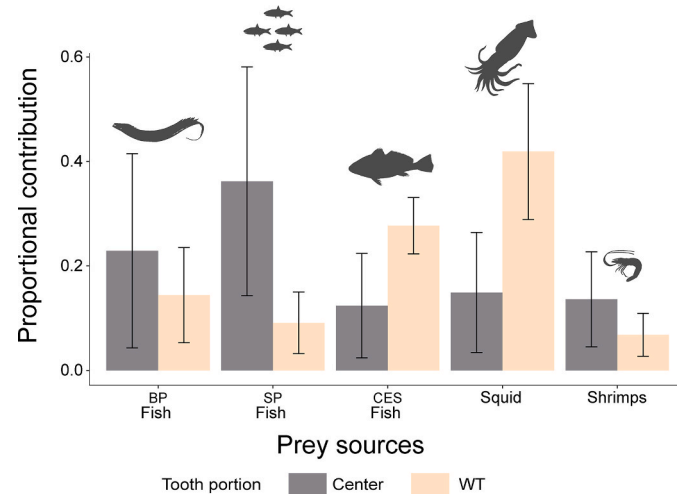 Proportional contribution
0.6
0.4
0.2
0.0
BP
Fish
SP
Fish
CES
Fish
Squid
Shrimps
Prey sources
Tooth portion Center WT